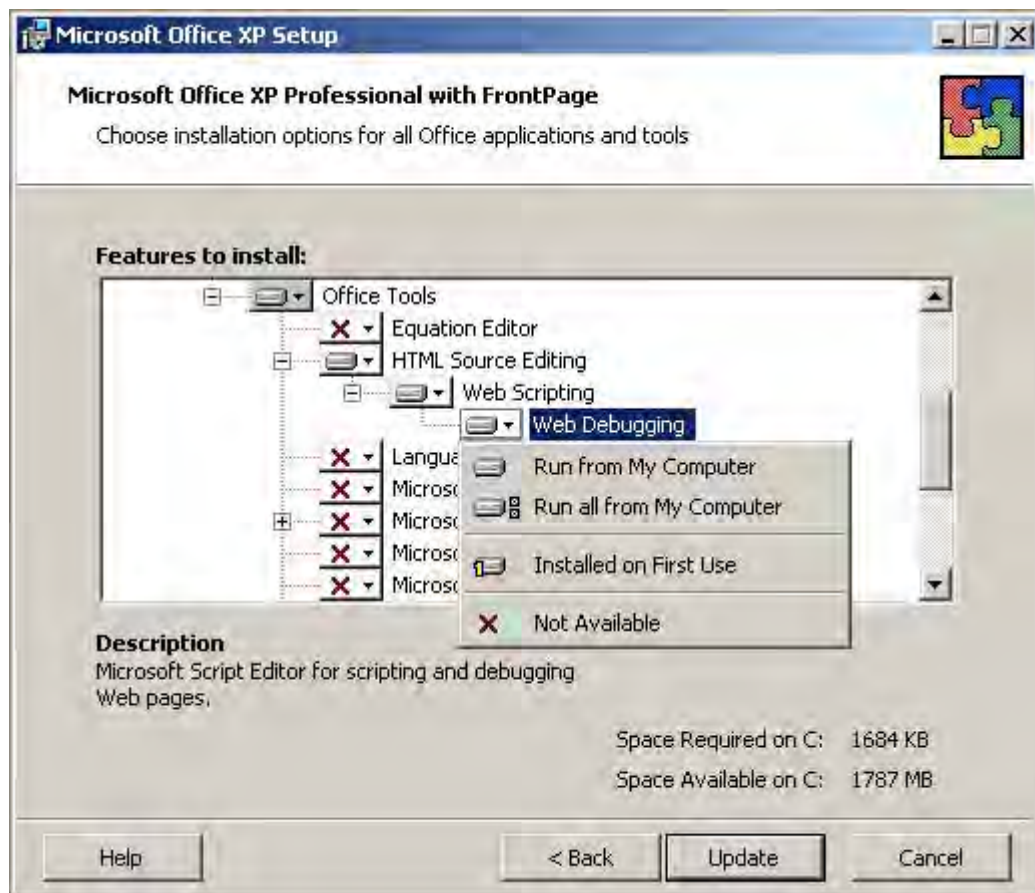 Microsoft Office XP Setup
Microsoft Office XP Professional with FrontPage
Choose installation options for all Office applications and tools
Features to install:
Office Tools
Equation Editor
HTML Source Editing
Web Scripting
Web Debugging
Run from My Computer
Run all from My Computer
Installed on First Use
Not Available
Description
Microsoft Script Editor for scripting and debugging
Web pages.
Space Required on C: 1684 KB
Space Available on C: 1787 MB
Help < Back Update Cancel